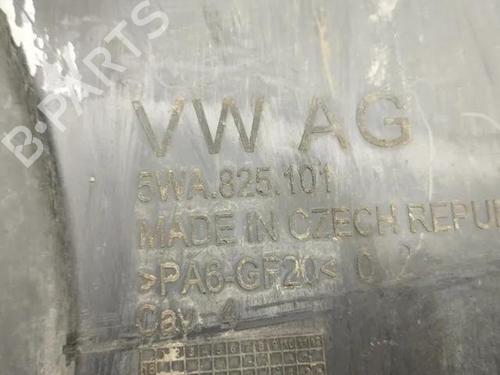 B-PARTS
VW AG
5WA.825.101
MADE IN CZECH REPU
>PA6-GF20<
Cav-4